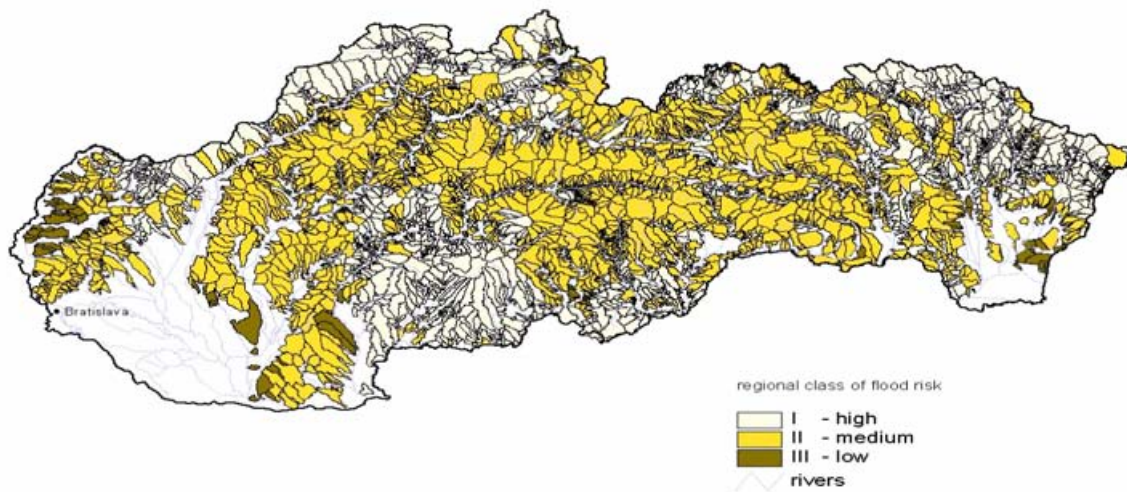 Bratislava
regional class of flood risk
I - high
II - medium
III - low
rivers